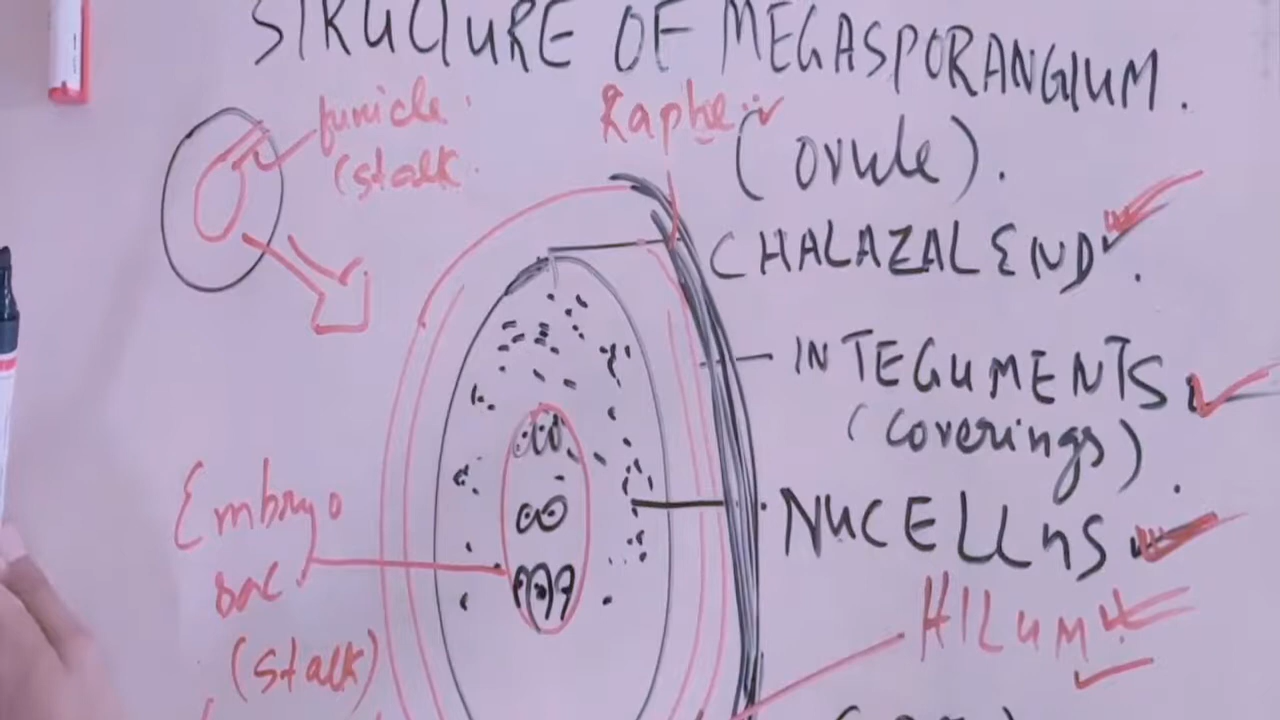 STRUCTURE OF MEGASPORANGIUM.
(ovule).
funicle
(stalk
Raphe
CHALAZAL END
INTEGUMENTS
(coverings)
NUCELLUS
HILUM
Embryo
sac
(stalk)